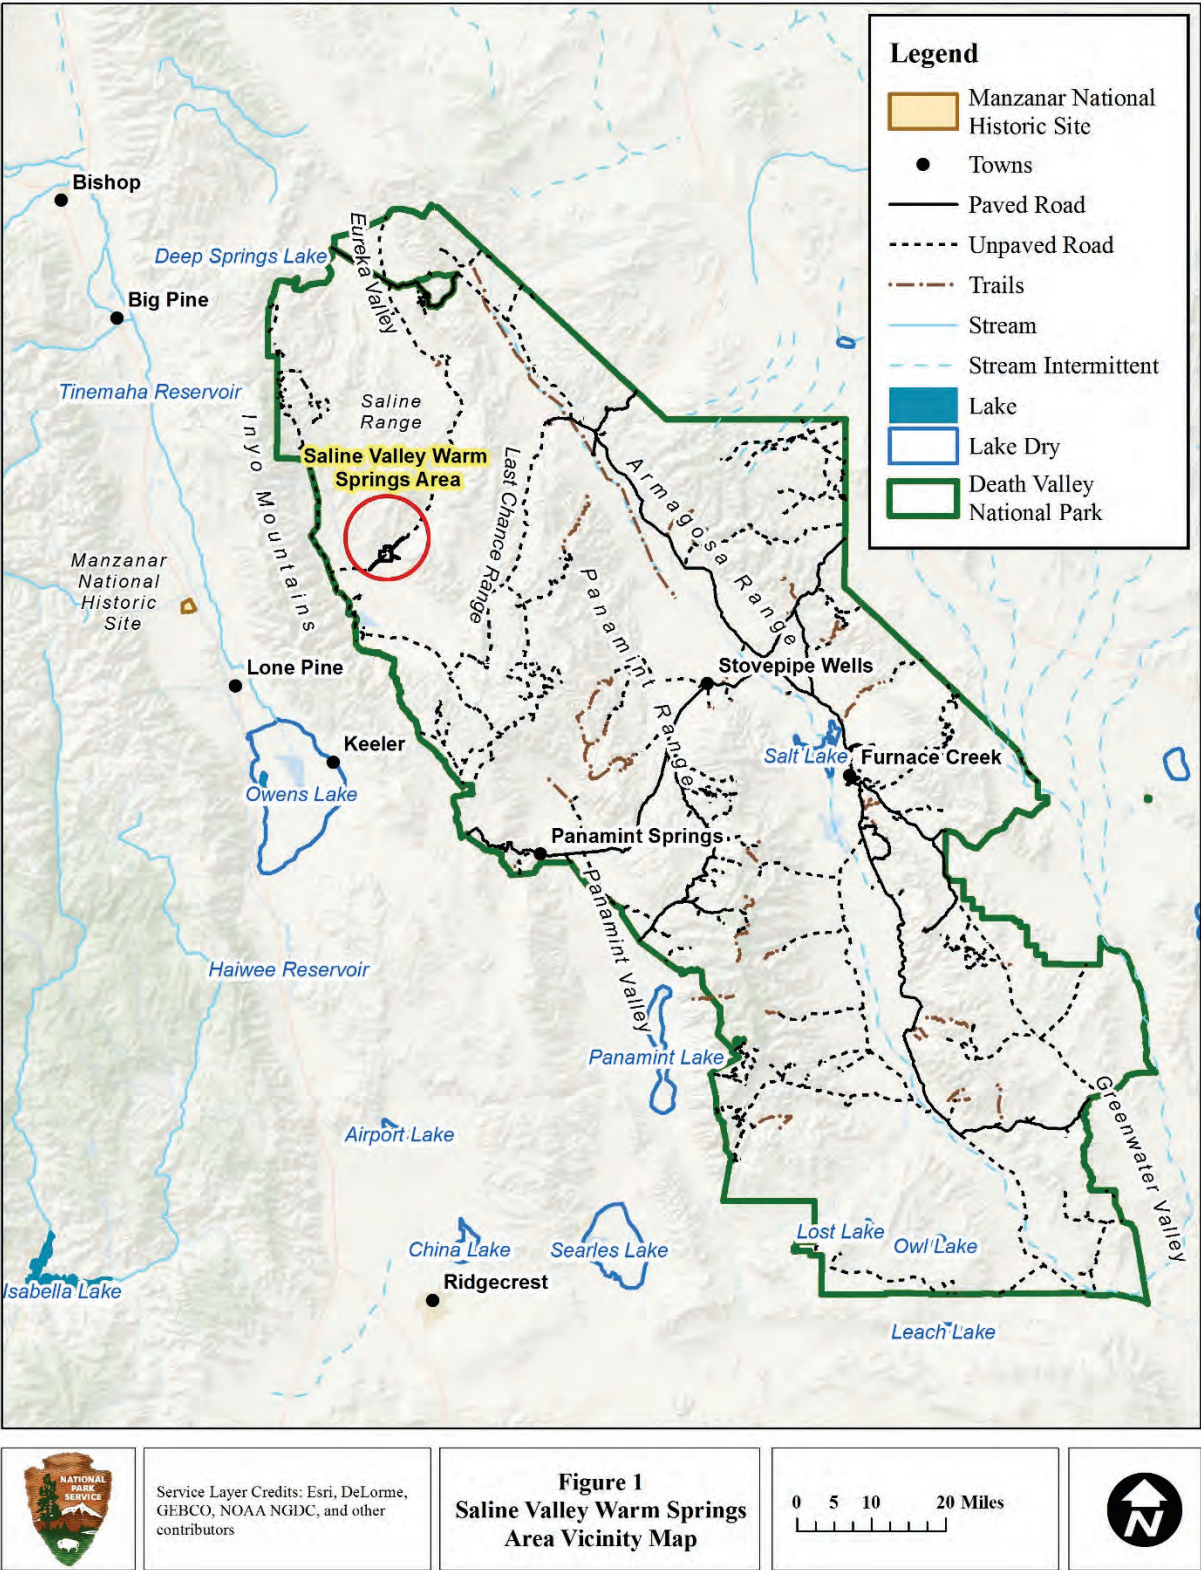 Legend
Manzanar National
Historic Site
Towns
Paved Road
Unpaved Road
Trails
Stream
Stream Intermittent
Lake
Lake Dry
Death Valley
National Park
Bishop
Deep Springs Lake
Eureka Valley
Big Pine
Tinemaha Reservoir
Saline
Range
Inyo Mountains
Saline Valley Warm
Springs Area
Last Chance Range
Armagosa Range
Manzanar
National
Historic
Site
Panamint Range
Lone Pine
Stovepipe Wells
Keeler
Salt Lake
Furnace Creek
Owens Lake
Panamint Springs
Panamint Valley
Haiwee Reservoir
Panamint Lake
Greenwater Valley
Airport Lake
Lost Lake
Owl Lake
China Lake
Searles Lake
Ridgecrest
Isabella Lake
Leach Lake
NATIONAL
PARK
SERVICE
Service Layer Credits: Esri, DeLorme,
GEBCO, NOAA NGDC, and other
contributors
Figure 1
Saline Valley Warm Springs
Area Vicinity Map
0 5 10 20 Miles
N